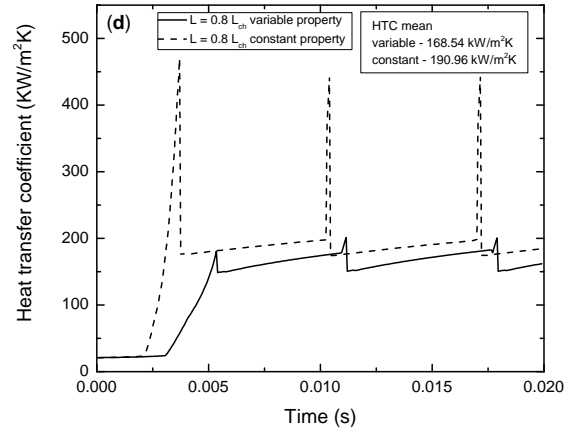 (d)
L = 0.8 L_ch variable property
L = 0.8 L_ch constant property
HTC mean
variable - 168.54 kW/m²K
constant - 190.96 kW/m²K
Heat transfer coefficient (KW/m²K)
500
400
300
200
100
0
0.000
0.005
0.010
0.015
0.020
Time (s)